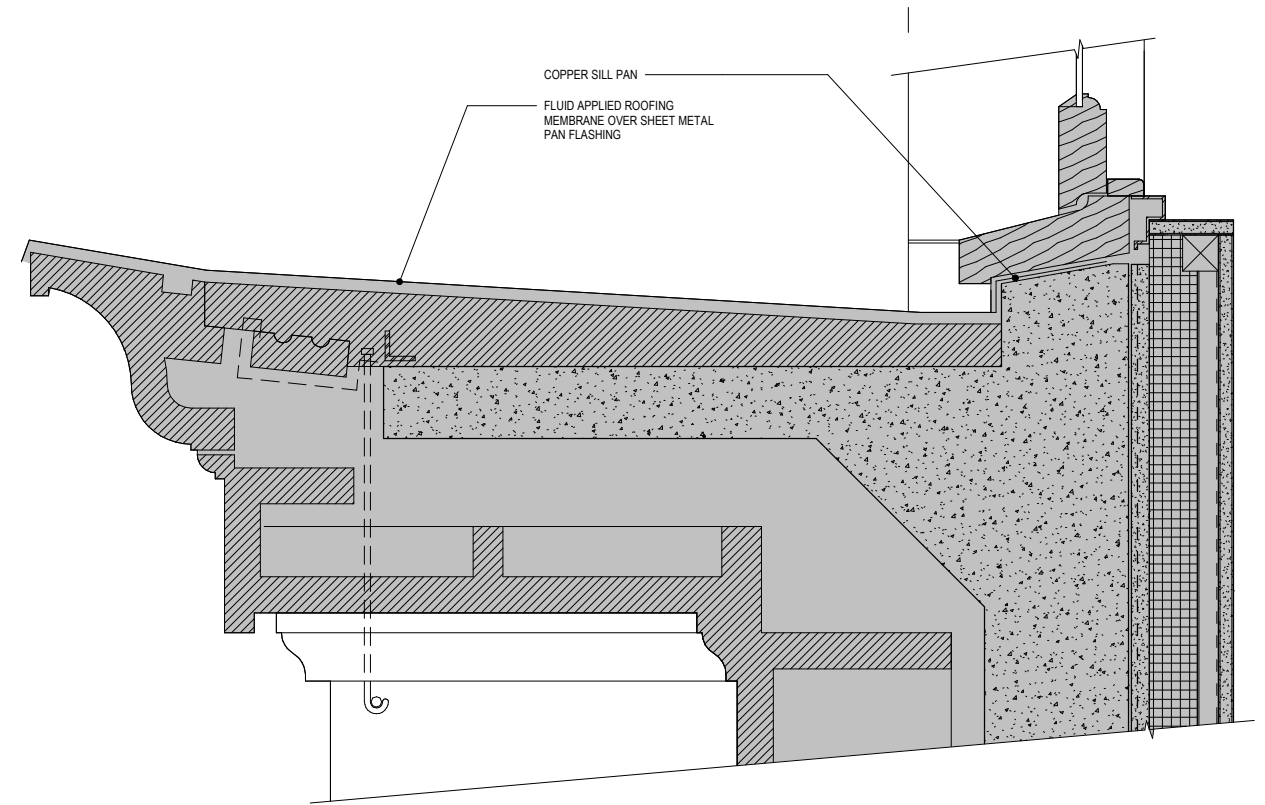 COPPER SILL PAN
FLUID APPLIED ROOFING
MEMBRANE OVER SHEET METAL
PAN FLASHING